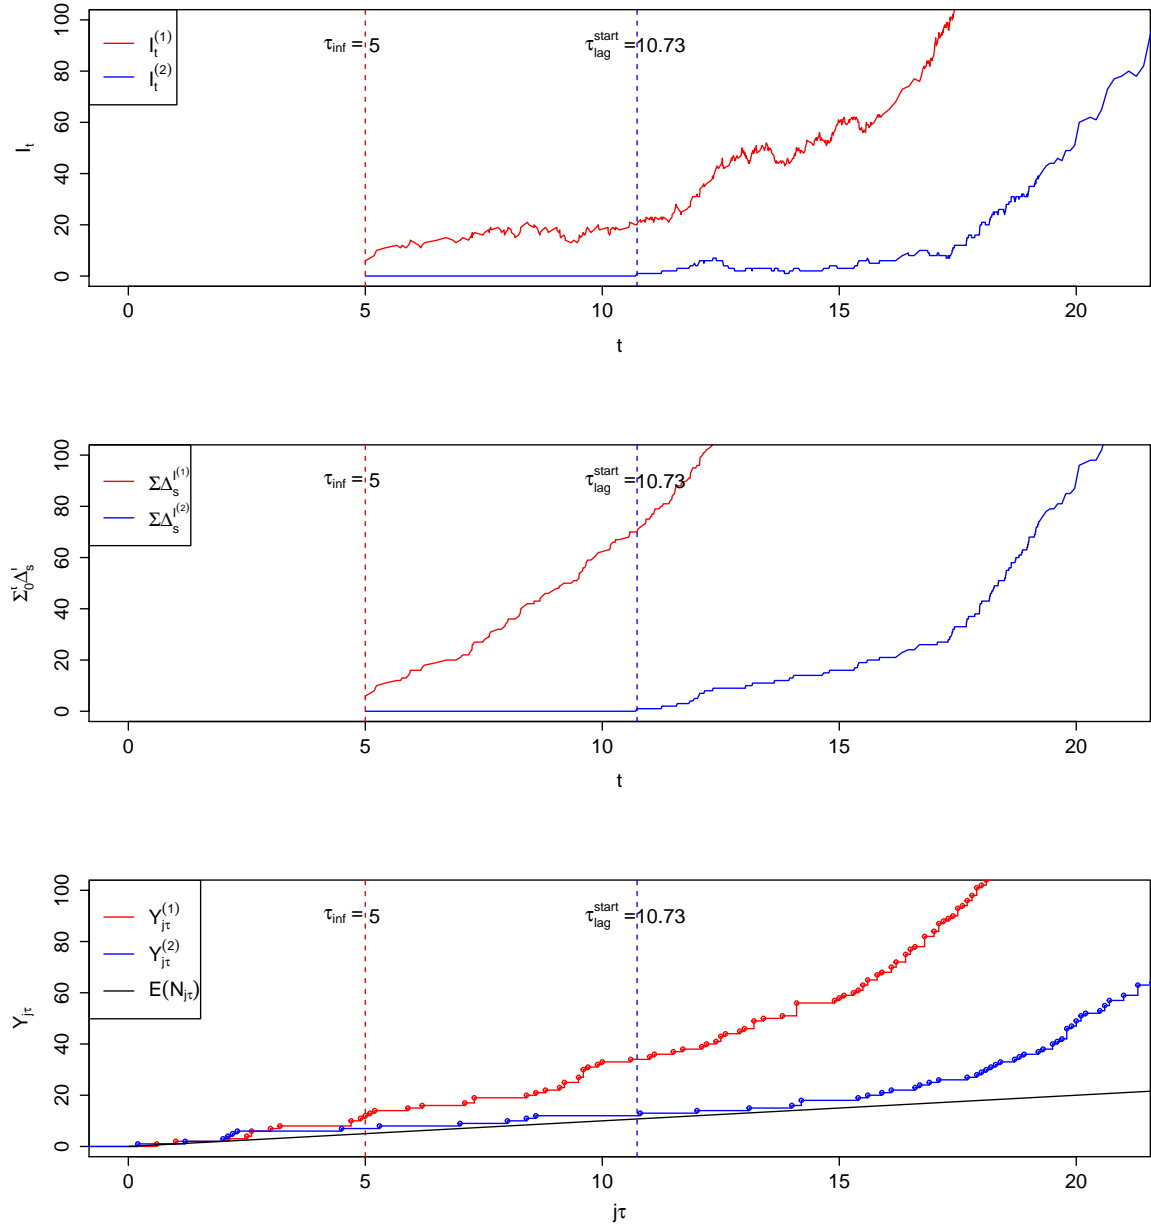 I_t^(1)
I_t^(2)
τ_inf = 5
τ_lag^start =10.73
I_t
0 20 40 60 80 100
0 5 10 15 20
t
ΣΔ_s^I^(1)
ΣΔ_s^I^(2)
τ_inf = 5
τ_lag^start =10.73
Σ_0^t Δ_s^I
0 20 40 60 80 100
0 5 10 15 20
t
Y_jτ^(1)
Y_jτ^(2)
E(N_jτ)
τ_inf = 5
τ_lag^start =10.73
Y_jτ
0 20 40 60 80 100
0 5 10 15 20
jτ